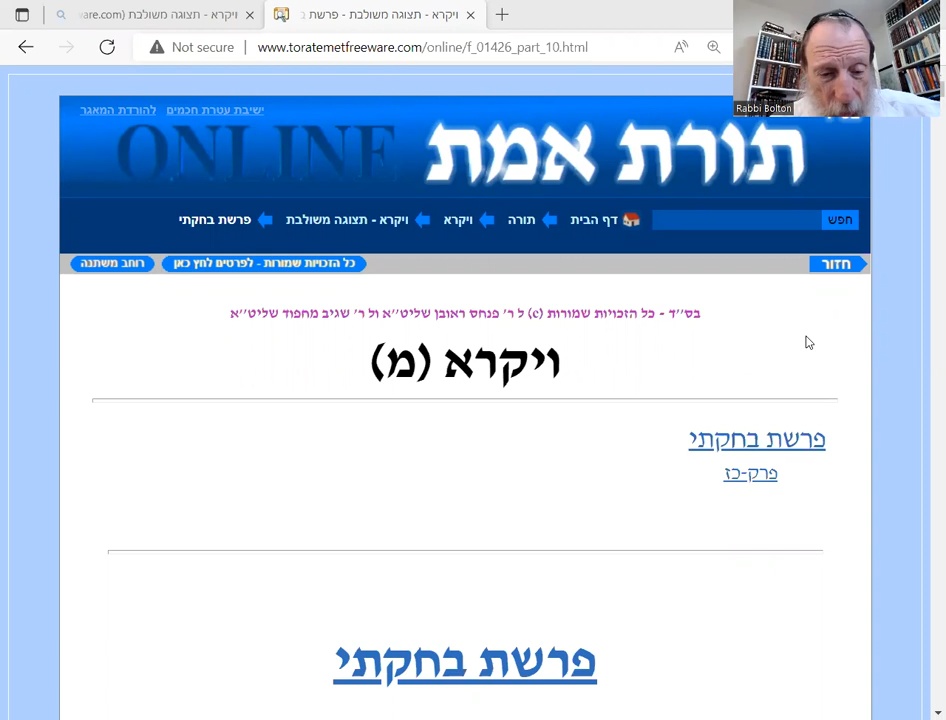 ויקרא - תצוגה משולבת (ware.com
ויקרא - תצוגה משולבת - פרשת ב
Not secure
www.toratemetfreeware.com/online/f_01426_part_10.html
Rabbi Bolton
להורדת המאגר ישיבת עטרת חכמים
תורת אמת ONLINE
דף הבית תורה ויקרא ויקרא - תצוגה משולבת פרשת בחקתי
חפש
חזור כל הזכויות שמורות - לפרטים לחץ כאן רוחב משתנה
בס''ד - כל הזכויות שמורות (c) ל ר' פנחס ראובן שליט''א ול ר' שגיב מחפוד שליט''א
ויקרא (מ)
פרשת בחקתי
פרק-כז
פרשת בחקתי